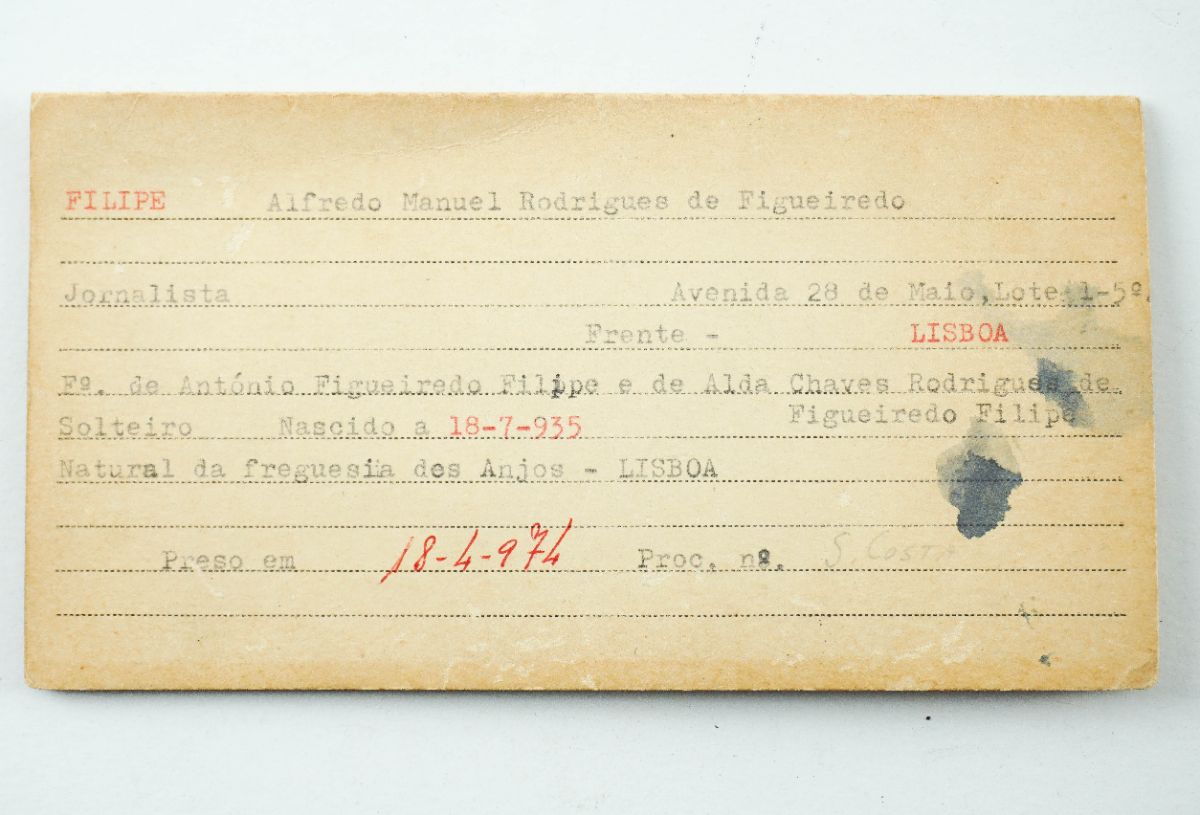 FILIPE Alfredo Manuel Rodrigues de Figueiredo
Jornalista Avenida 28 de Maio,Lote 1-5º.
Frente - LISBOA
Fº. de António Figueiredo Filipe e de Alda Chaves Rodrigues de
Figueiredo Filipe
Solteiro Nascido a 18-7-935
Natural da freguesia dos Anjos - LISBOA
Preso em 18-4-974 Proc. nº. S Costa